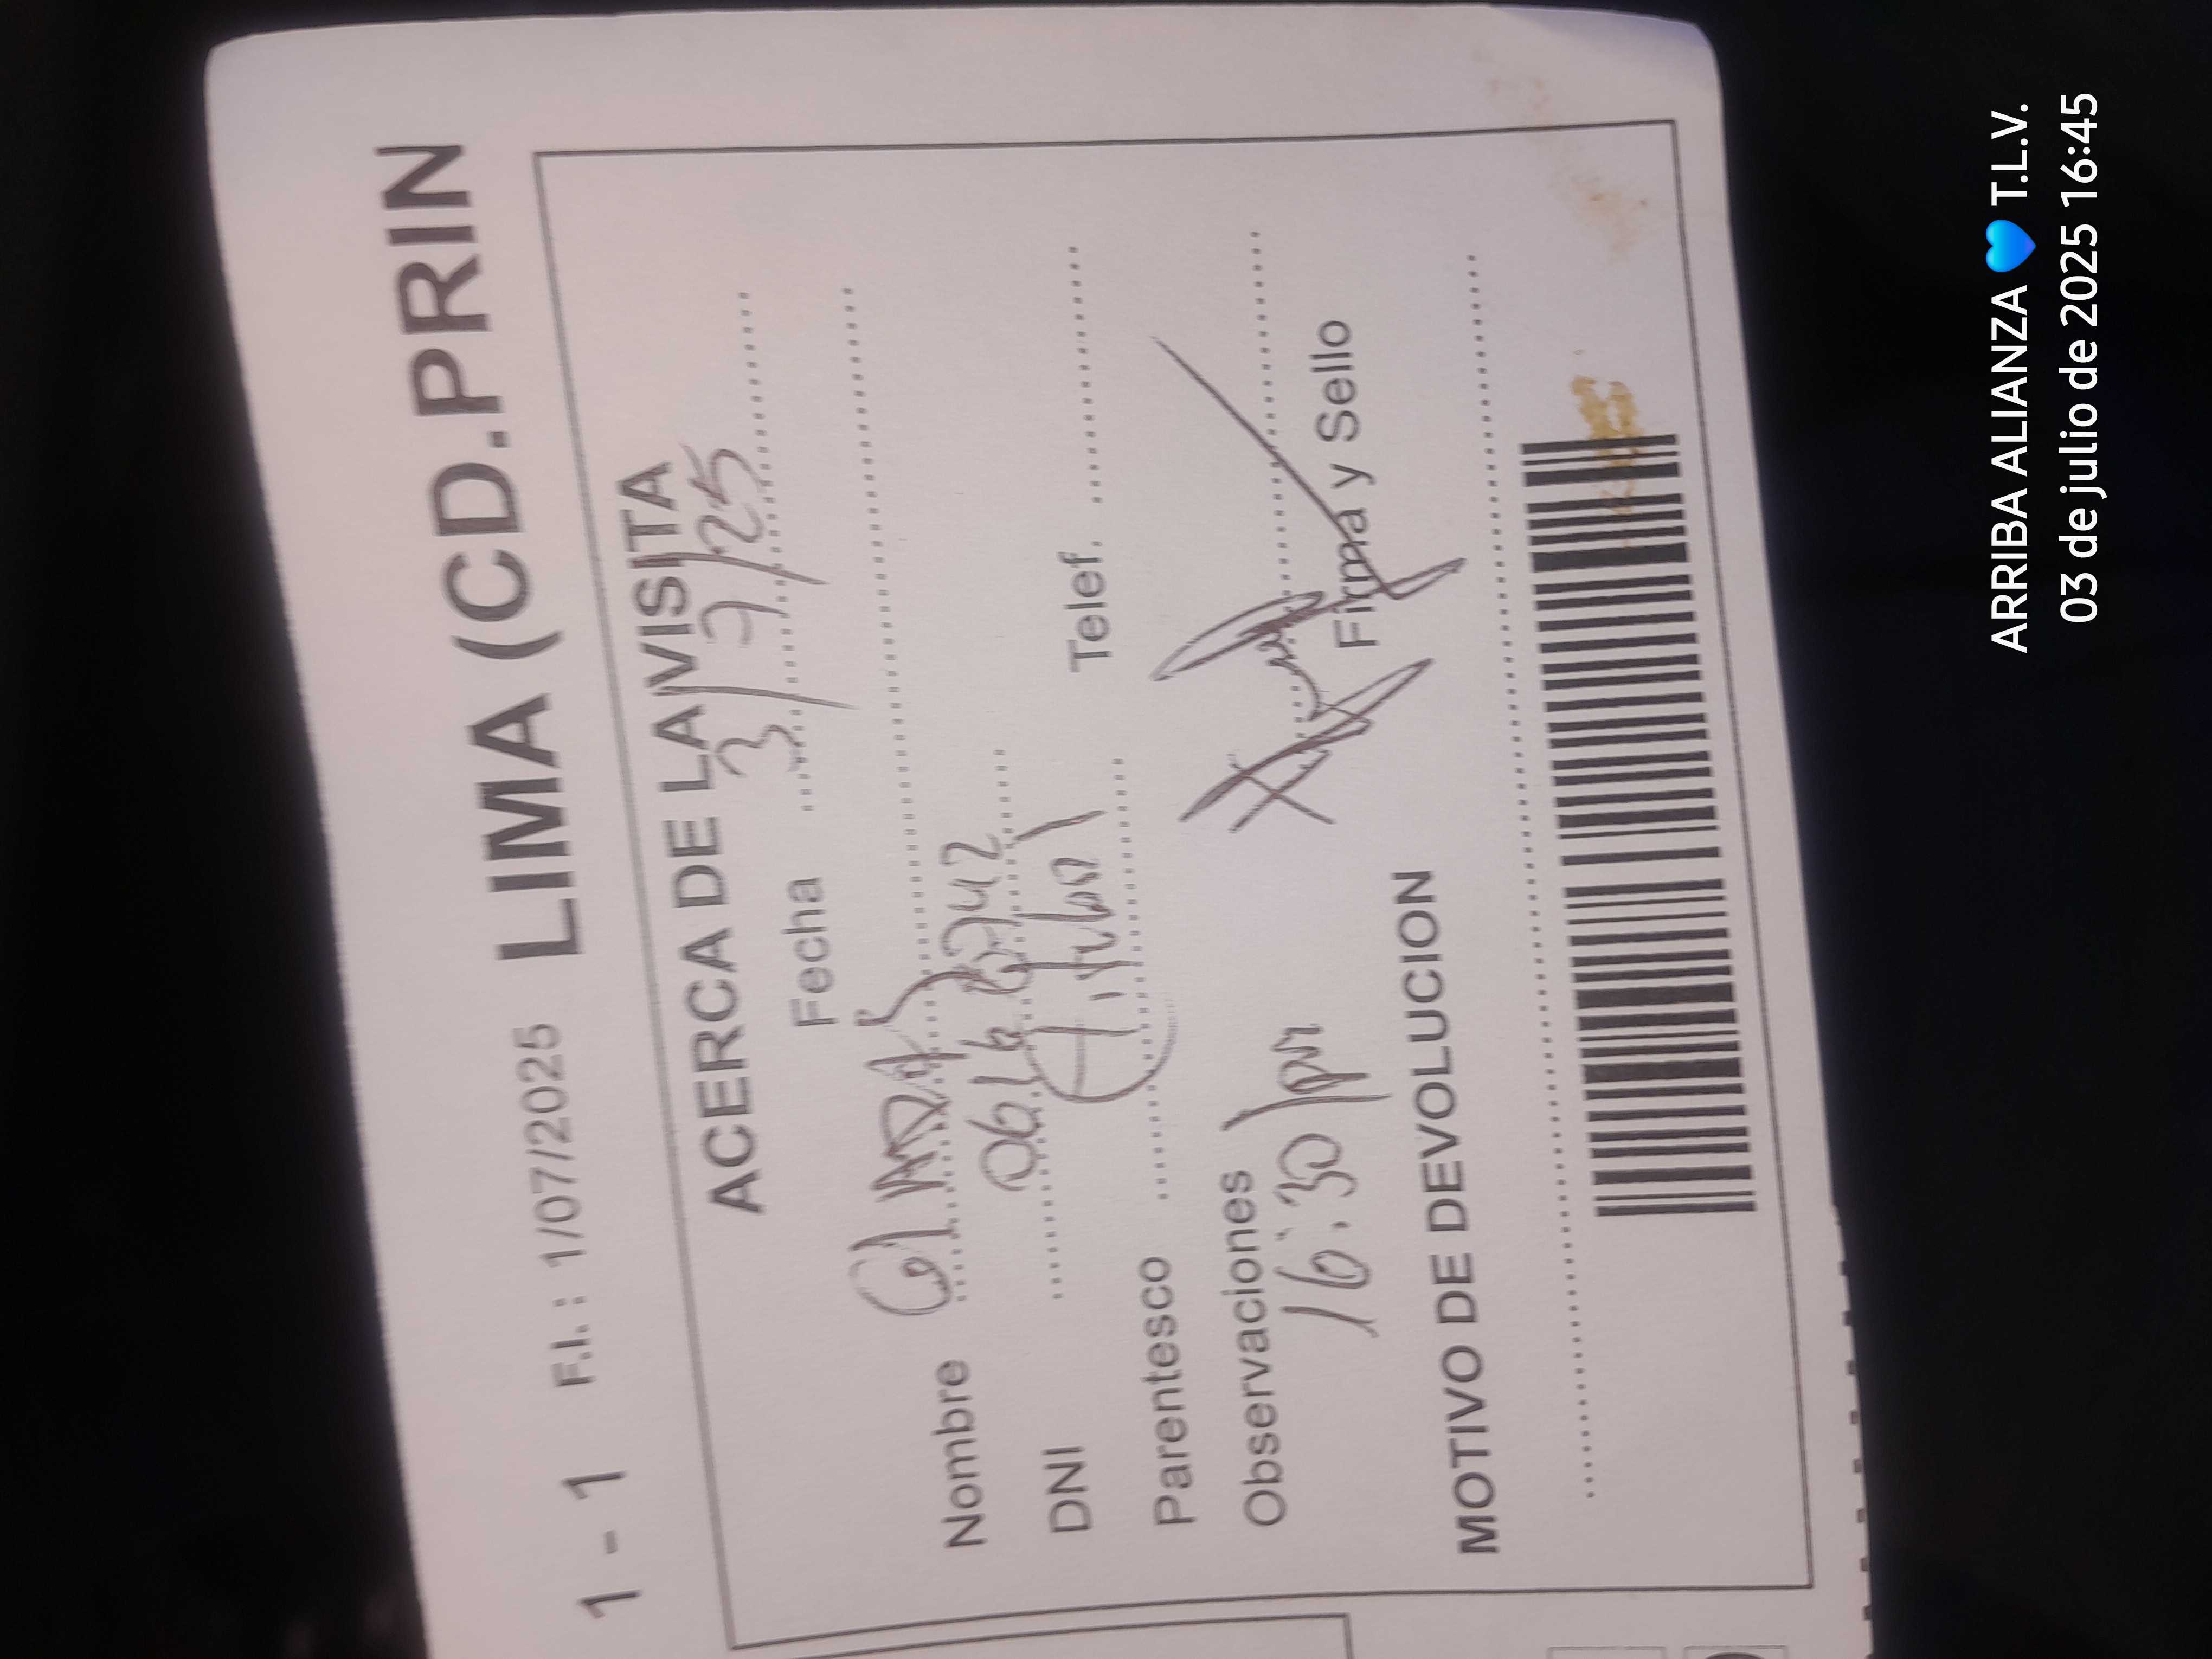 1 - 1 F.I. : 1/07/2025 LIMA (CD.PRIN
ACERCA DE LA VISITA
Fecha 3/7/25
Nombre
DNI
Parentesco Titular Telef.
Observaciones
16:30 pm
Firma y Sello
MOTIVO DE DEVOLUCION
ARRIBA ALIANZA 💙 T.L.V.
03 de julio de 2025 16:45